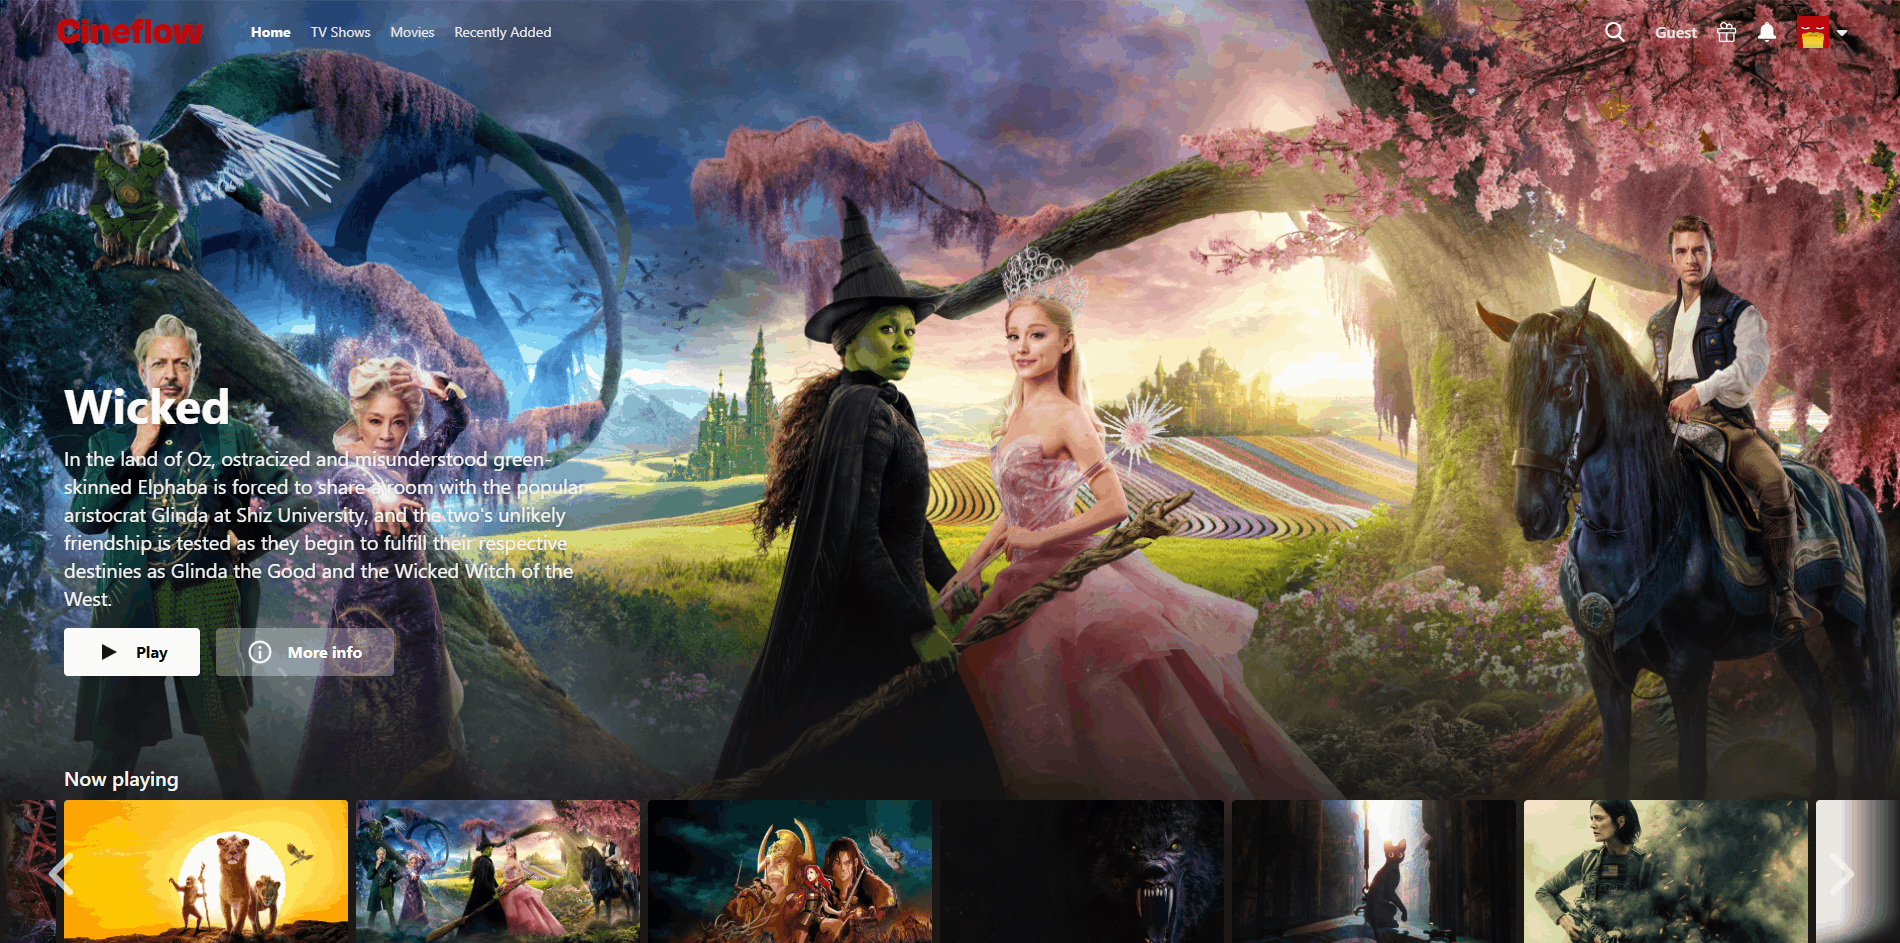 Cineflow
Home
TV Shows
Movies
Recently Added
Guest
Wicked
In the land of Oz, ostracized and misunderstood green-
skinned Elphaba is forced to share a room with the popular
aristocrat Glinda at Shiz University, and the two's unlikely
friendship is tested as they begin to fulfill their respective
destinies as Glinda the Good and the Wicked Witch of the
West.
Play
More info
Now playing